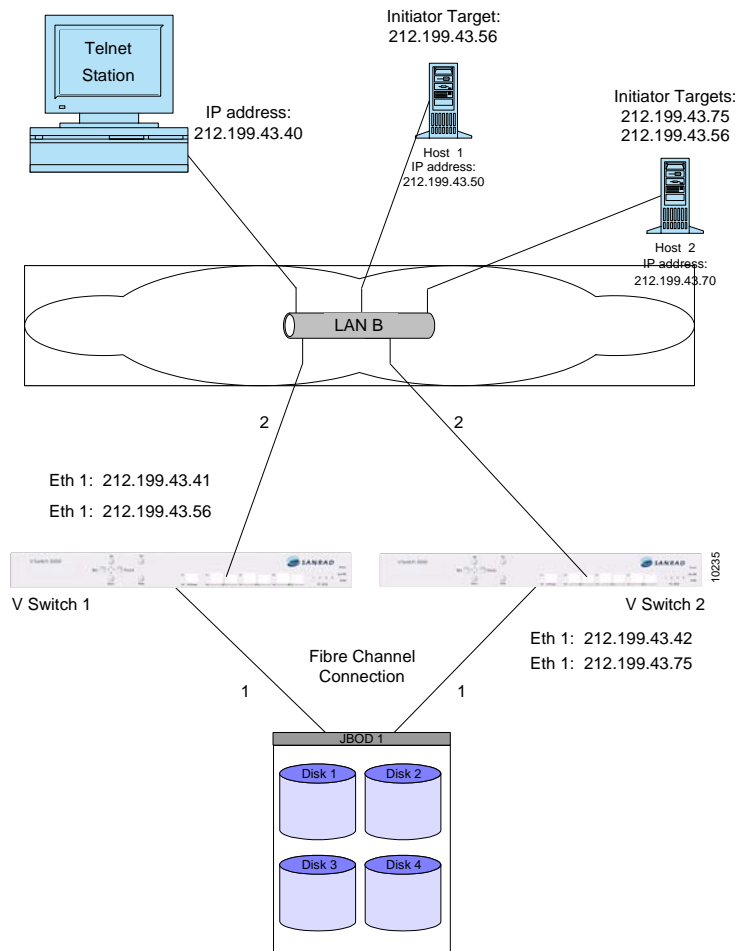 Telnet
Station
IP address:
212.199.43.40
Initiator Target:
212.199.43.56
Host 1
IP address:
212.199.43.50
Initiator Targets:
212.199.43.75
212.199.43.56
Host 2
IP address:
212.199.43.70
LAN B
2
2
Eth 1: 212.199.43.41
Eth 1: 212.199.43.56
SANRAD
SANRAD
10235
V Switch 1
V Switch 2
Eth 1: 212.199.43.42
Eth 1: 212.199.43.75
Fibre Channel
Connection
1
1
JBOD 1
Disk 1
Disk 2
Disk 3
Disk 4